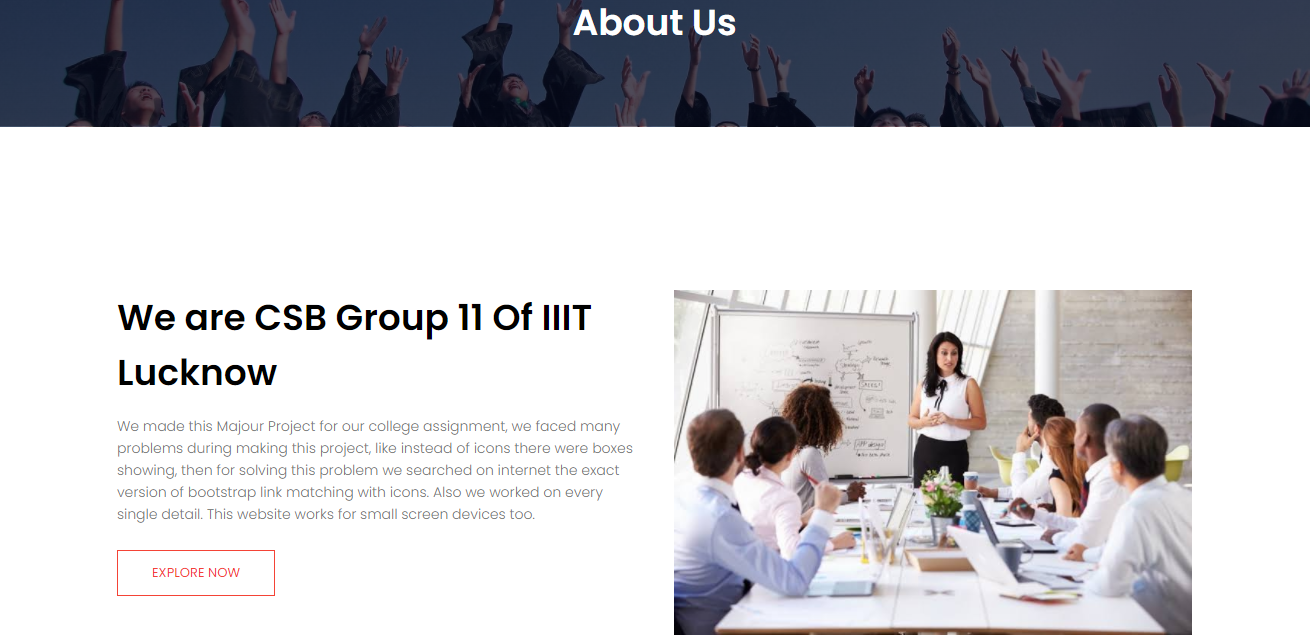 About Us
We are CSB Group 11 Of IIIT
Lucknow
We made this Majour Project for our college assignment, we faced many
problems during making this project, like instead of icons there were boxes
showing, then for solving this problem we searched on internet the exact
version of bootstrap link matching with icons. Also we worked on every
single detail. This website works for small screen devices too.
EXPLORE NOW